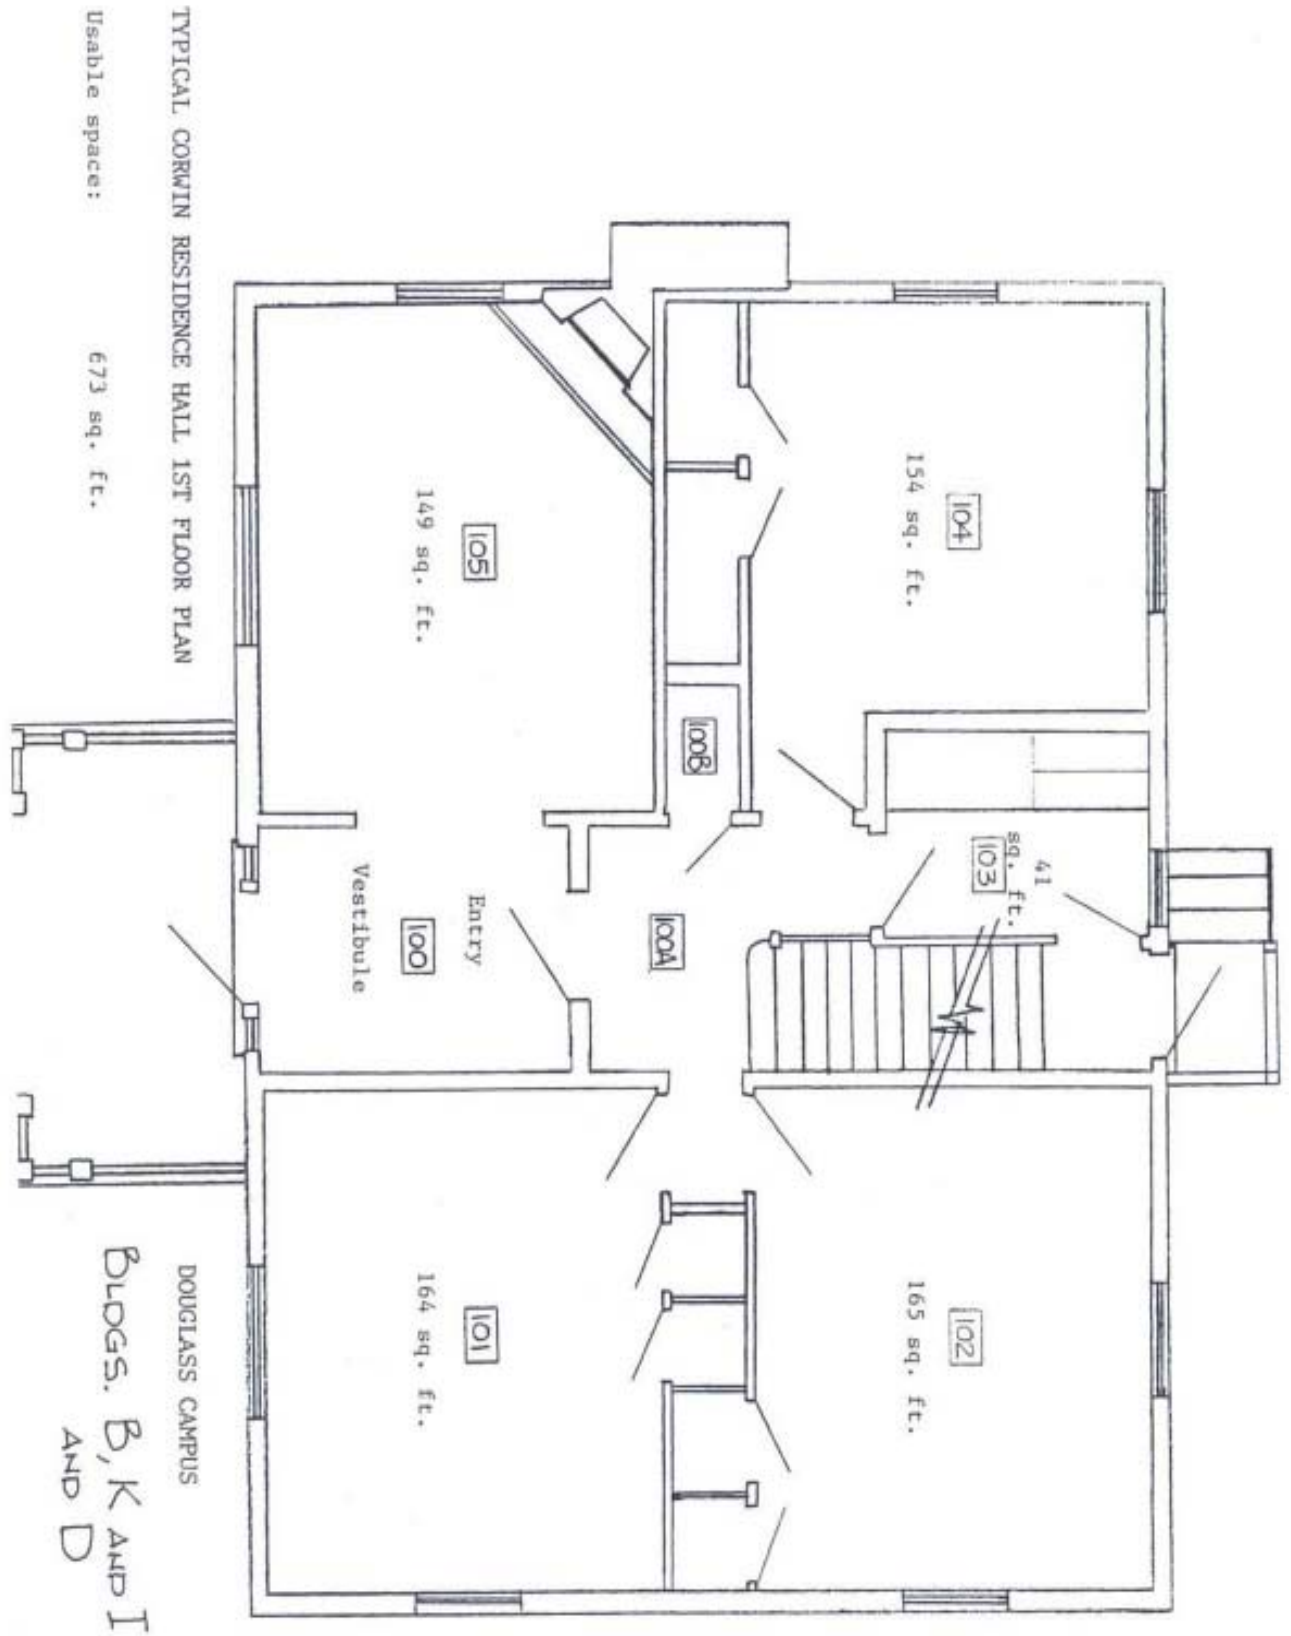 TYPICAL CORWIN RESIDENCE HALL 1ST FLOOR PLAN
Usable space: 673 sq. ft.
104
154 sq. ft.
105
149 sq. ft.
100B
103
41
sq. ft.
100A
Entry
100
Vestibule
102
165 sq. ft.
101
164 sq. ft.
DOUGLASS CAMPUS
BLDGS. B, K AND I
AND D